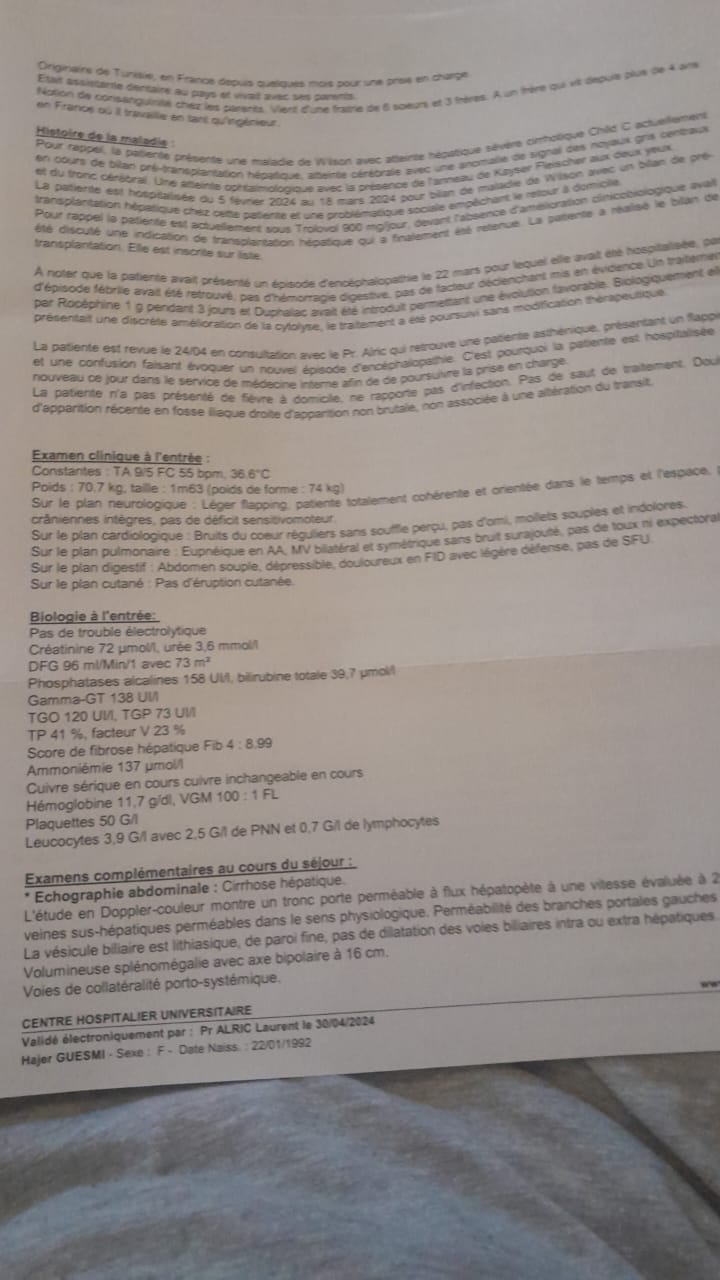 Originaire de Tunisie, en France depuis quelques mois pour une prise en charge.
Etait assistante dentaire au pays et vivait avec ses parents.
Notion de consanguinité chez les parents. Vient d'une fratrie de 6 soeurs et 3 frères. A un frère qui vit depuis plus de 4 ans
en France où il travaille en tant qu'ingénieur.
Histoire de la maladie :
Pour rappel, la patiente présente une maladie de Wilson avec atteinte hépatique sévère cirrhotique Child C actuellement
en cours de bilan pré-transplantation hépatique, atteinte cérébrale avec une anomalie de signal des noyaux gris centraux
et du tronc cérébral. Une atteinte ophtalmologique avec la présence de l'anneau de Kayser Fleischer aux deux yeux.
La patiente est hospitalisée du 5 février 2024 au 18 mars 2024 pour bilan de maladie de Wilson avec un bilan de pré-
transplantation hépatique chez cette patiente et une problématique sociale empêchant le retour à domicile.
Pour rappel la patiente est actuellement sous Trolovol 900 mg/jour, devant l'absence d'amélioration clinicobiologique avait
été discuté une indication de transplantation hépatique qui a finalement été retenue. La patiente a réalisé le bilan de
transplantation. Elle est inscrite sur liste.
A noter que la patiente avait présenté un épisode d'encéphalopathie le 22 mars pour lequel elle avait été hospitalisée, pa
d'épisode fébrile avait été retrouvé, pas d'hémorragie digestive, pas de facteur déclenchant mis en évidence. Un traitement
par Rocéphine 1 g pendant 3 jours et Duphalac avait été introduit permettant une évolution favorable. Biologiquement el
présentait une discrète amélioration de la cytolyse, le traitement a été poursuivi sans modification thérapeutique.
La patiente est revue le 24/04 en consultation avec le Pr. Alric qui retrouve une patiente asthénique, présentant un flappi
et une confusion faisant évoquer un nouvel épisode d'encéphalopathie. C'est pourquoi la patiente est hospitalisée
nouveau ce jour dans le service de médecine interne afin de de poursuivre la prise en charge.
La patiente n'a pas présenté de fièvre à domicile, ne rapporte pas d'infection. Pas de saut de traitement. Doul
d'apparition récente en fosse iliaque droite d'apparition non brutale, non associée à une altération du transit.
Examen clinique à l'entrée :
Constantes : TA 9/5 FC 55 bpm, 36.6°C
Poids : 70.7 kg, taille : 1m63 (poids de forme : 74 kg)
Sur le plan neurologique : Léger flapping, patiente totalement cohérente et orientée dans le temps et l'espace, p
crâniennes intègres, pas de déficit sensitivomoteur.
Sur le plan cardiologique : Bruits du coeur réguliers sans souffle perçu, pas d'omi, mollets souples et indolores.
Sur le plan pulmonaire : Eupnéique en AA, MV bilatéral et symétrique sans bruit surajouté, pas de toux ni expectorat
Sur le plan digestif : Abdomen souple, dépressible, douloureux en FID avec légère défense, pas de SFU.
Sur le plan cutané : Pas d'éruption cutanée.
Biologie à l'entrée:
Pas de trouble électrolytique
Créatinine 72 µmol/l, urée 3,6 mmol/l
DFG 96 ml/Min/1 avec 73 m²
Phosphatases alcalines 158 UI/l, bilirubine totale 39,7 µmol/l
Gamma-GT 138 UI/l
TGO 120 UI/l, TGP 73 UI/l
TP 41 %, facteur V 23 %
Score de fibrose hépatique Fib 4 : 8,99
Ammoniémie 137 µmol/l
Cuivre sérique en cours cuivre inchangeable en cours
Hémoglobine 11,7 g/dl, VGM 100 : 1 FL
Plaquettes 50 G/l
Leucocytes 3,9 G/l avec 2,5 G/l de PNN et 0,7 G/l de lymphocytes
Examens complémentaires au cours du séjour :
* Echographie abdominale : Cirrhose hépatique.
L'étude en Doppler-couleur montre un tronc porte perméable à flux hépatopète à une vitesse évaluée à 2
veines sus-hépatiques perméables dans le sens physiologique. Perméabilité des branches portales gauches
La vésicule biliaire est lithiasique, de paroi fine, pas de dilatation des voies biliaires intra ou extra hépatiques.
Volumineuse splénomégalie avec axe bipolaire à 16 cm.
Voies de collatéralité porto-systémique.
www
CENTRE HOSPITALIER UNIVERSITAIRE
Validé électroniquement par : Pr ALRIC Laurent le 30/04/2024
Hajer GUESMI - Sexe : F - Date Naiss. : 22/01/1992